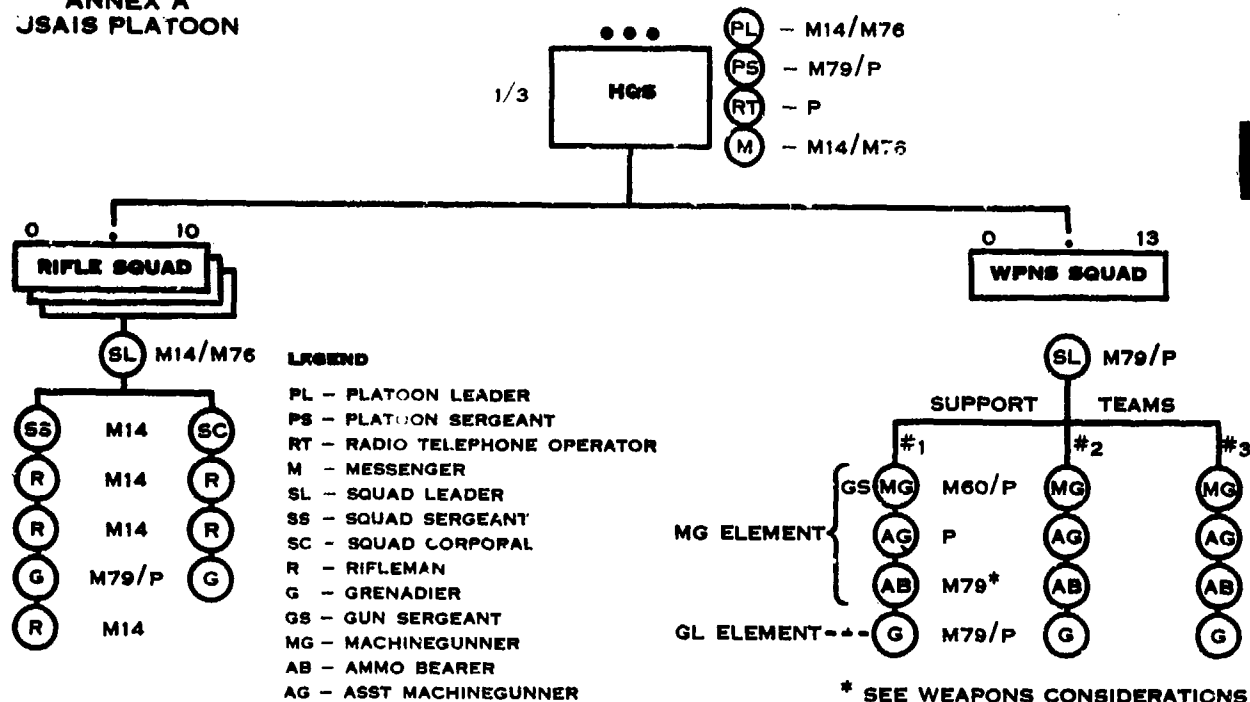 ANNEX A
USAIS PLATOON
1/3
HQS
PL – M14/M76
PS – M79/P
RT – P
M – M14/M76
0 10
RIFLE SQUAD
SL M14/M76
SS M14 SC
R M14 R
R M14 R
G M79/P G
R M14
LEGEND
PL – PLATOON LEADER
PS – PLATOON SERGEANT
RT – RADIO TELEPHONE OPERATOR
M – MESSENGER
SL – SQUAD LEADER
SS – SQUAD SERGEANT
SC – SQUAD CORPORAL
R – RIFLEMAN
G – GRENADIER
GS – GUN SERGEANT
MG – MACHINEGUNNER
AB – AMMO BEARER
AG – ASST MACHINEGUNNER
0 13
WPNS SQUAD
SL M79/P
SUPPORT TEAMS
#1 #2 #3
GS MG M60/P MG MG
MG ELEMENT AG P AG AG
AB M79* AB AB
GL ELEMENT G M79/P G G
* SEE WEAPONS CONSIDERATIONS